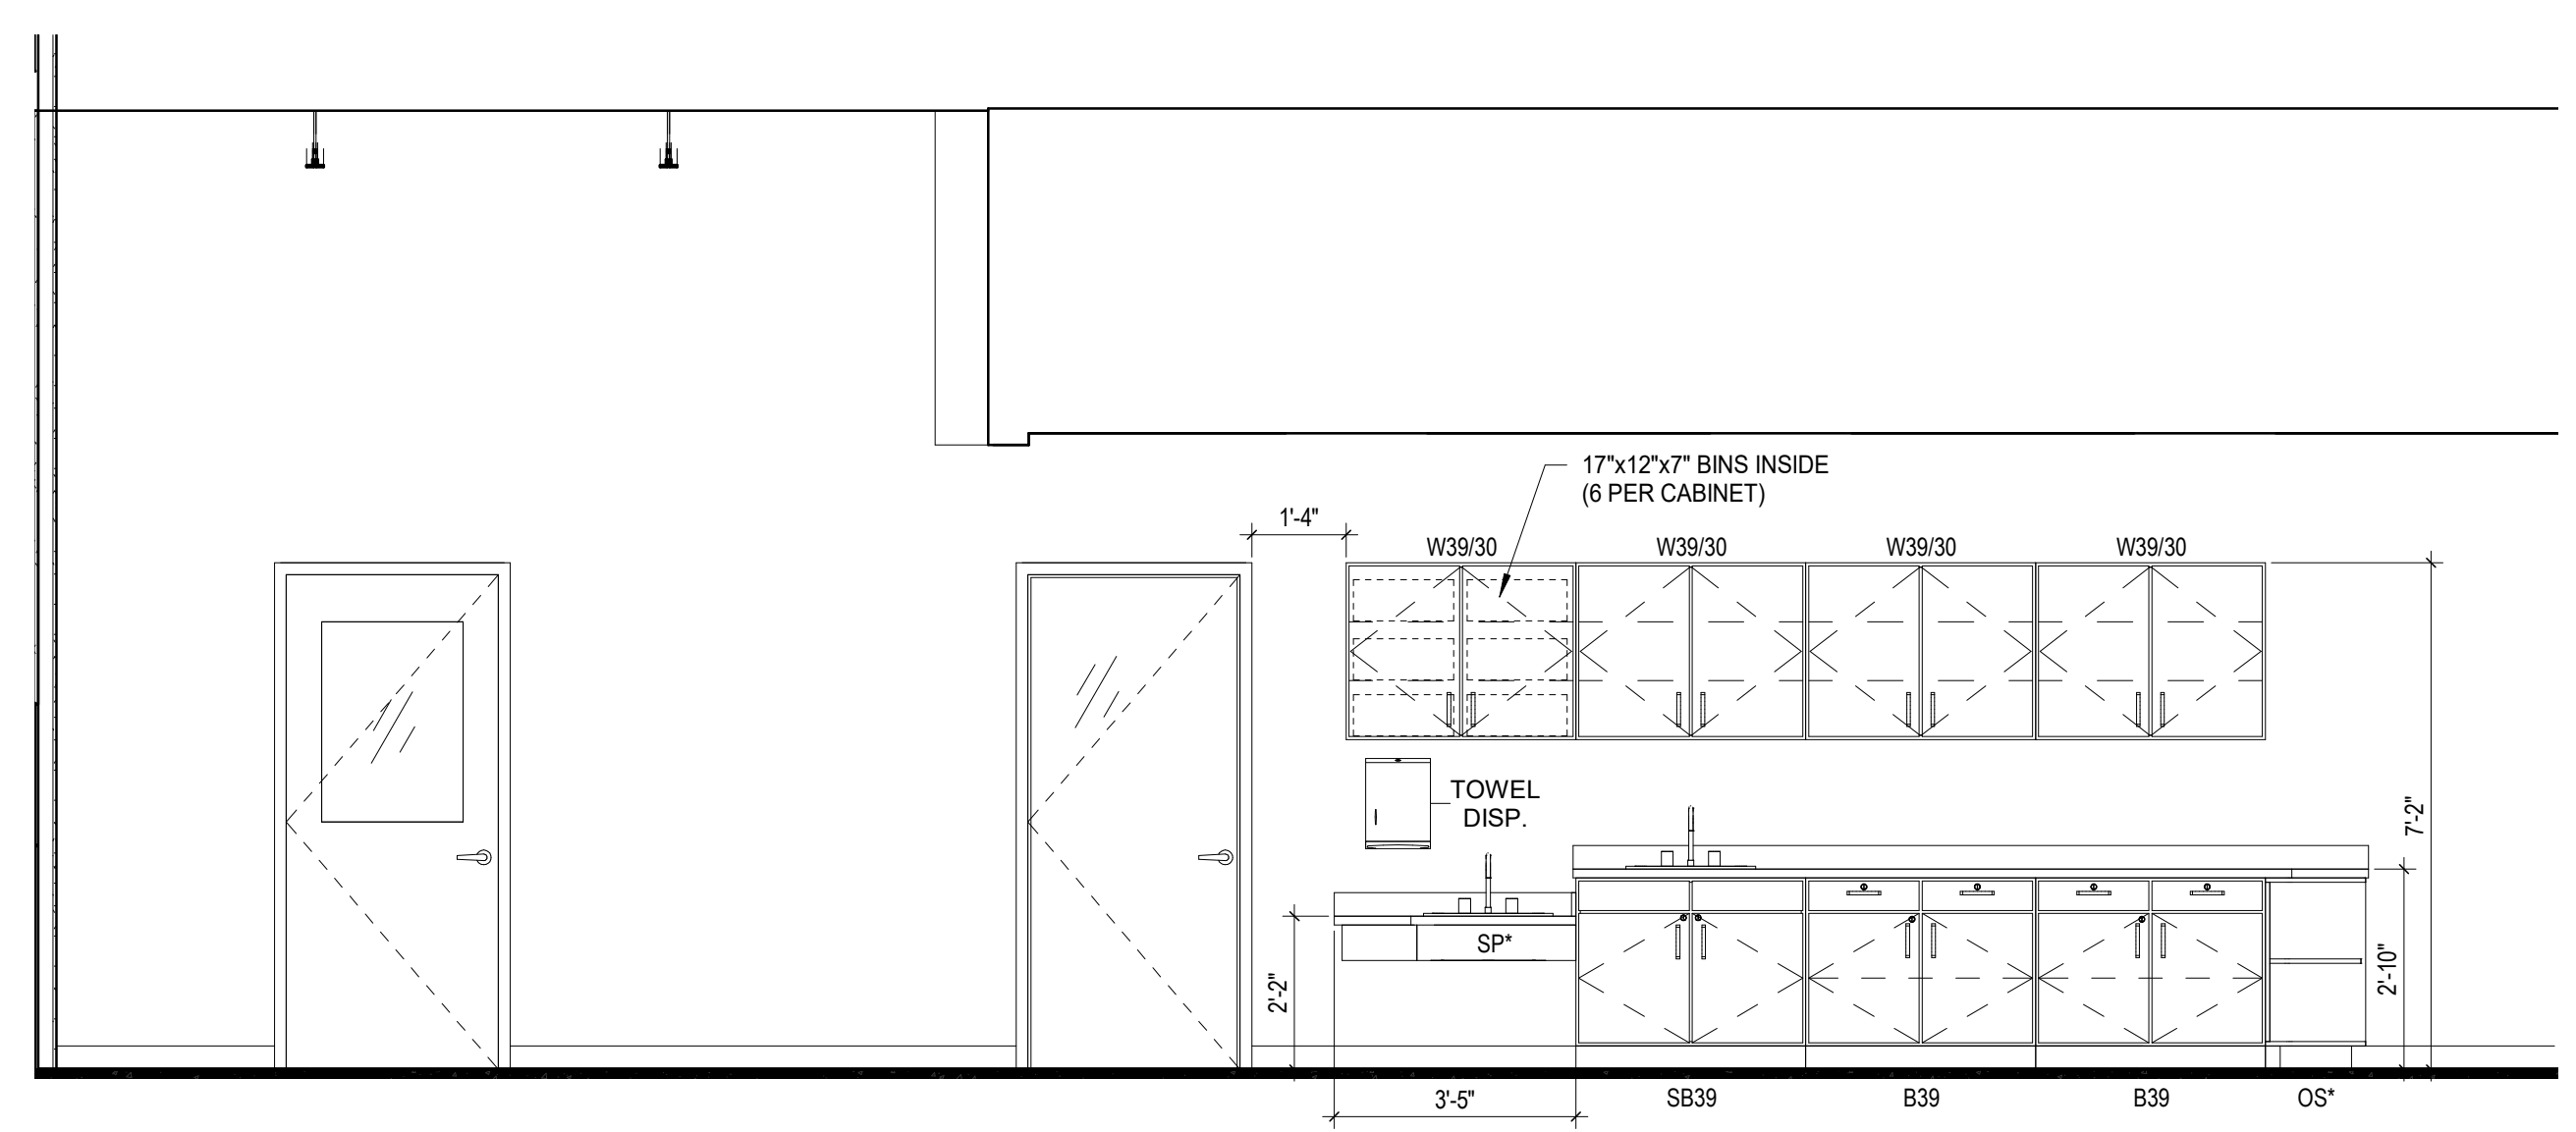 17"x12"x7" BINS INSIDE
(6 PER CABINET)
1'-4"
W39/30
W39/30
W39/30
W39/30
TOWEL
DISP.
7'-2"
SP*
2'-2"
2'-10"
3'-5"
SB39
B39
B39
OS*